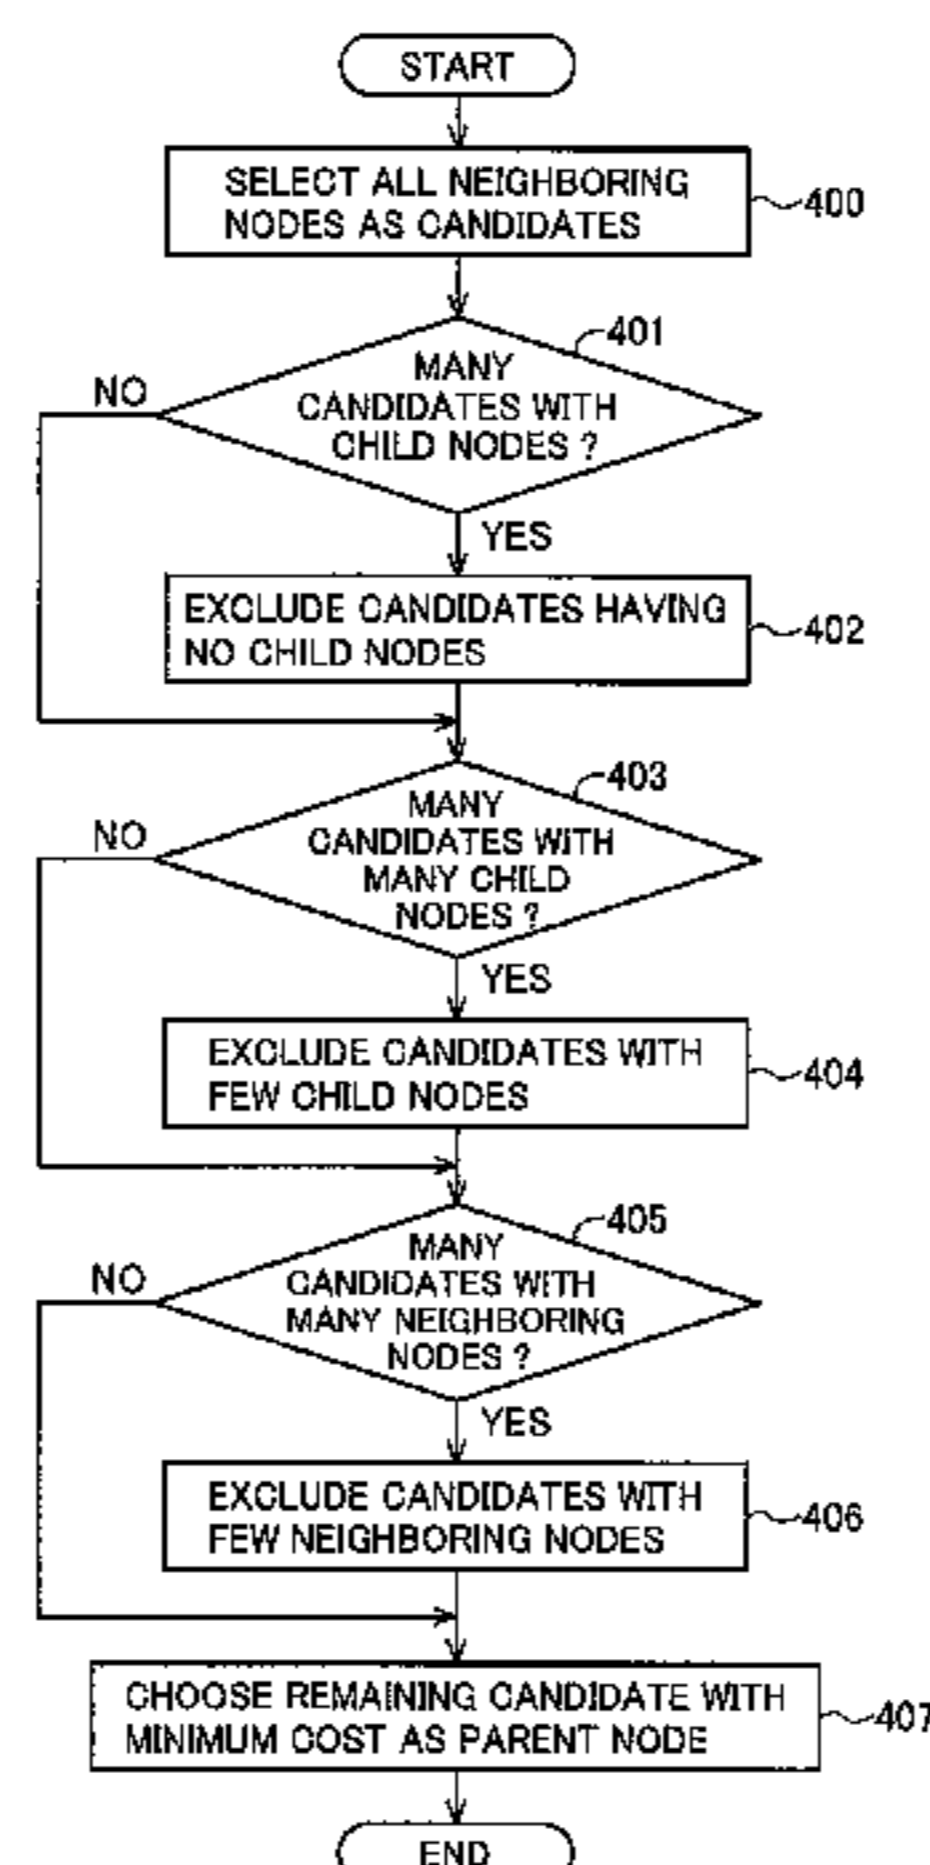 START
SELECT ALL NEIGHBORING
NODES AS CANDIDATES
400
401
MANY
CANDIDATES WITH
CHILD NODES ?
NO
YES
EXCLUDE CANDIDATES HAVING
NO CHILD NODES
402
403
MANY
CANDIDATES WITH
MANY CHILD
NODES ?
NO
YES
EXCLUDE CANDIDATES WITH
FEW CHILD NODES
404
405
MANY
CANDIDATES WITH
MANY NEIGHBORING
NODES ?
NO
YES
EXCLUDE CANDIDATES WITH
FEW NEIGHBORING NODES
406
CHOOSE REMAINING CANDIDATE WITH
MINIMUM COST AS PARENT NODE
407
END